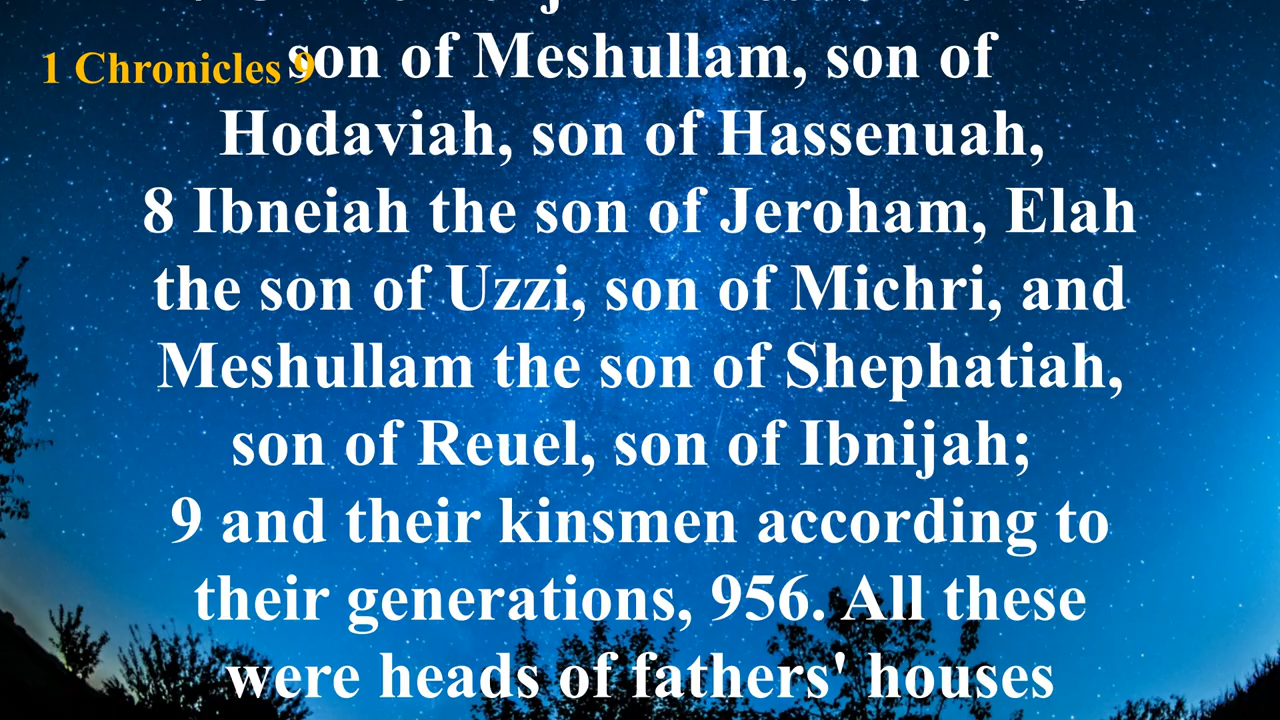 1 Chronicles 9
son of Meshullam, son of
Hodaviah, son of Hassenuah,
8 Ibneiah the son of Jeroham, Elah
the son of Uzzi, son of Michri, and
Meshullam the son of Shephatiah,
son of Reuel, son of Ibnijah;
9 and their kinsmen according to
their generations, 956. All these
were heads of fathers' houses